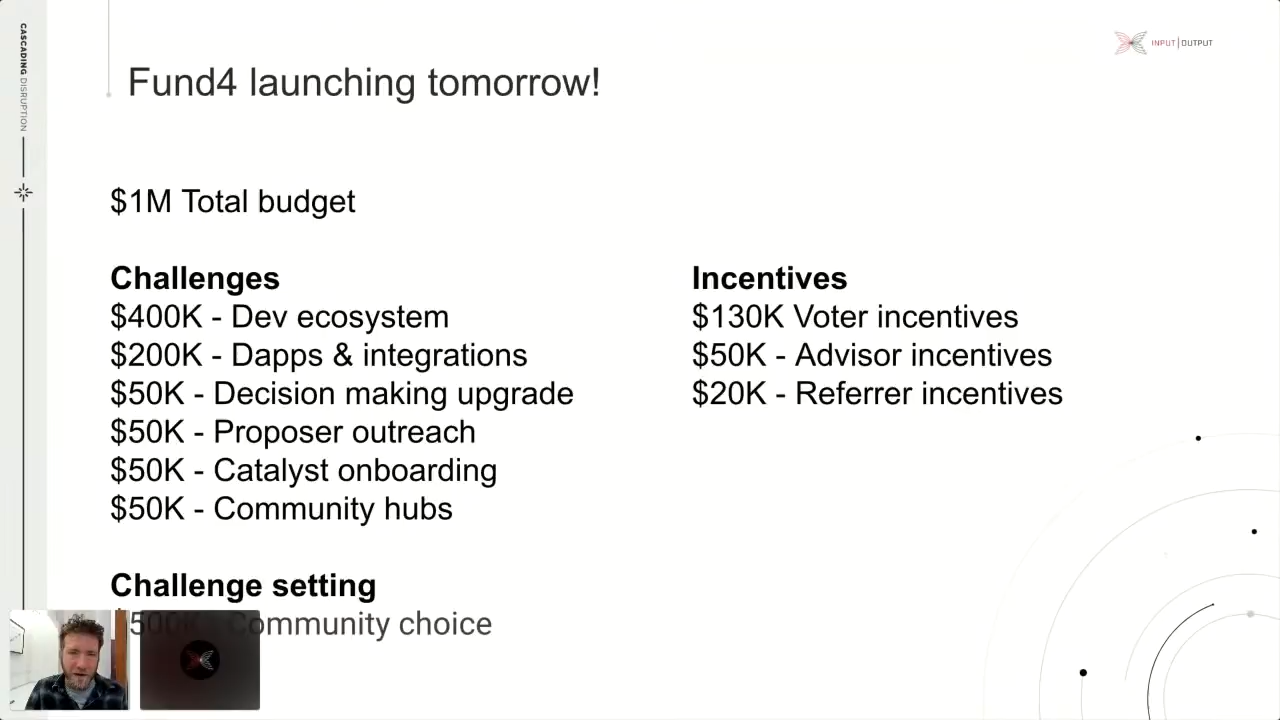 CASCADING DISRUPTION
INPUT | OUTPUT
Fund4 launching tomorrow!
$1M Total budget
Challenges
$400K - Dev ecosystem
$200K - Dapps & integrations
$50K - Decision making upgrade
$50K - Proposer outreach
$50K - Catalyst onboarding
$50K - Community hubs
Incentives
$130K Voter incentives
$50K - Advisor incentives
$20K - Referrer incentives
Challenge setting
$500K - Community choice